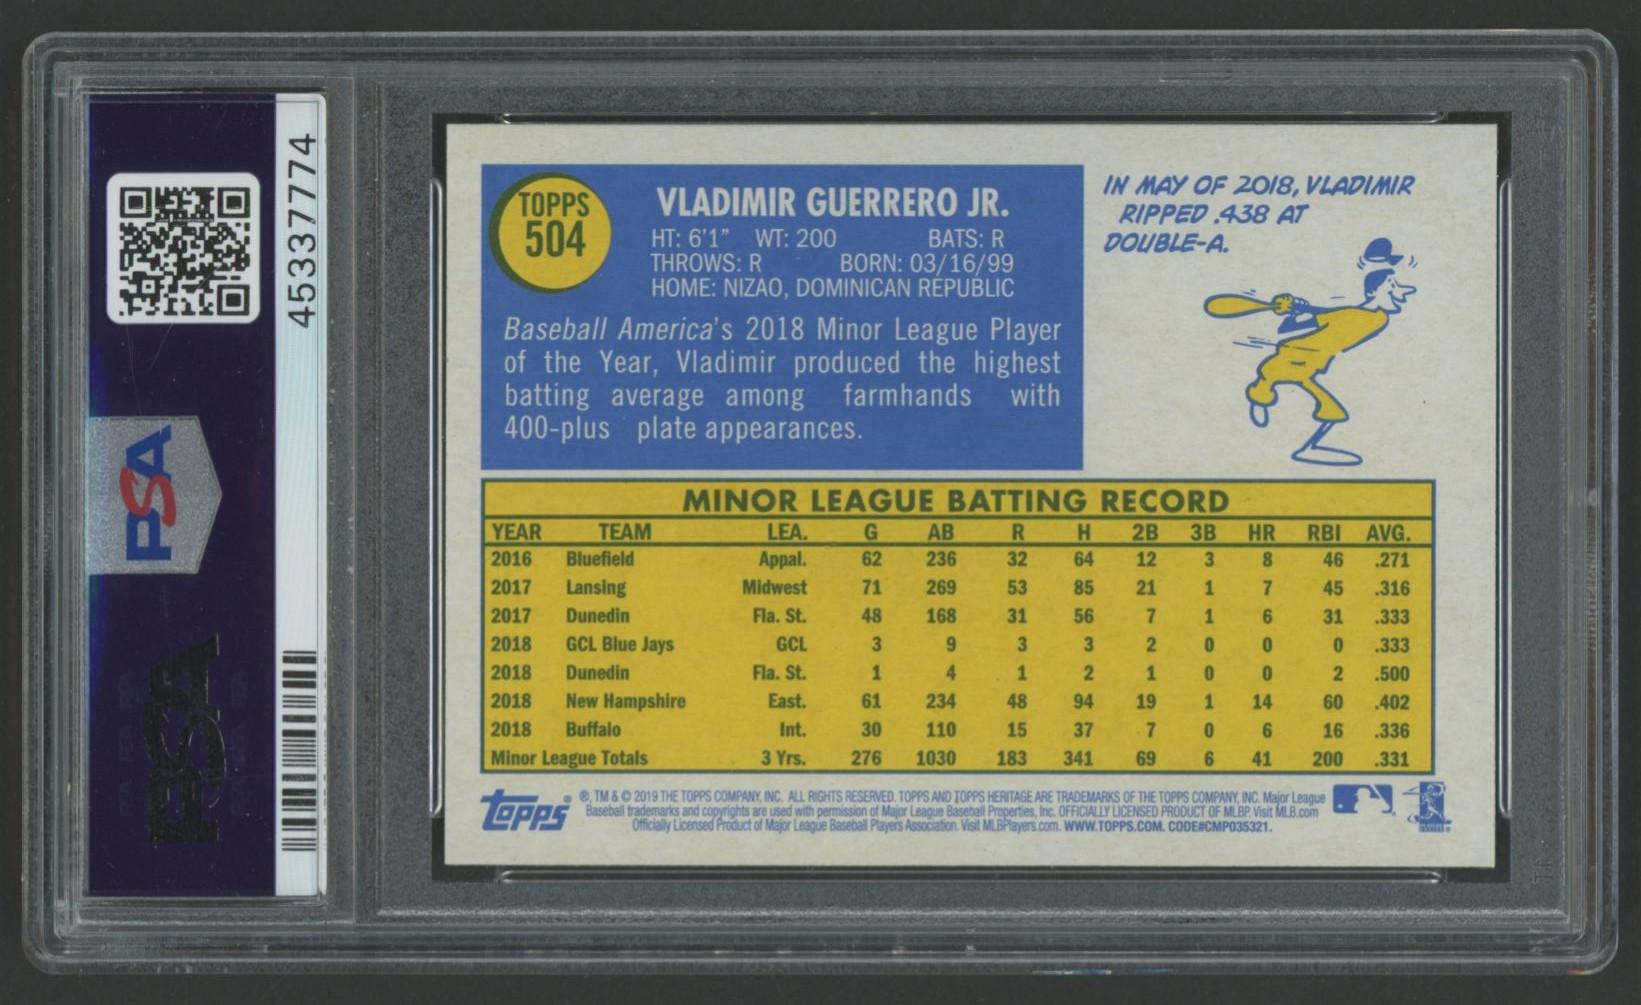 45337774
PSA
PSA
TOPPS
504
VLADIMIR GUERRERO JR.
HT: 6'1" WT: 200 BATS: R
THROWS: R BORN: 03/16/99
HOME: NIZAO, DOMINICAN REPUBLIC
Baseball America's 2018 Minor League Player
of the Year, Vladimir produced the highest
batting average among farmhands with
400-plus plate appearances.
IN MAY OF 2018, VLADIMIR
RIPPED .438 AT
DOUBLE-A.
MINOR LEAGUE BATTING RECORD
YEAR TEAM LEA. G AB R H 2B 3B HR RBI AVG.
2016 Bluefield Appal. 62 236 32 64 12 3 8 46 .271
2017 Lansing Midwest 71 269 53 85 21 1 7 45 .316
2017 Dunedin Fla. St. 48 168 31 56 7 1 6 31 .333
2018 GCL Blue Jays GCL 3 9 3 3 2 0 0 0 .333
2018 Dunedin Fla. St. 1 4 1 2 1 0 0 2 .500
2018 New Hampshire East. 61 234 48 94 19 1 14 60 .402
2018 Buffalo Int. 30 110 15 37 7 0 6 16 .336
Minor League Totals 3 Yrs. 276 1030 183 341 69 6 41 200 .331
topps®
®, TM & © 2019 THE TOPPS COMPANY, INC. ALL RIGHTS RESERVED. TOPPS AND TOPPS HERITAGE ARE TRADEMARKS OF THE TOPPS COMPANY, INC. Major League
Baseball trademarks and copyrights are used with permission of Major League Baseball Properties, Inc. OFFICIALLY LICENSED PRODUCT OF MLBP. Visit MLB.com
Officially Licensed Product of Major League Baseball Players Association. Visit MLBPlayers.com. WWW.TOPPS.COM. CODE#CMP035321.